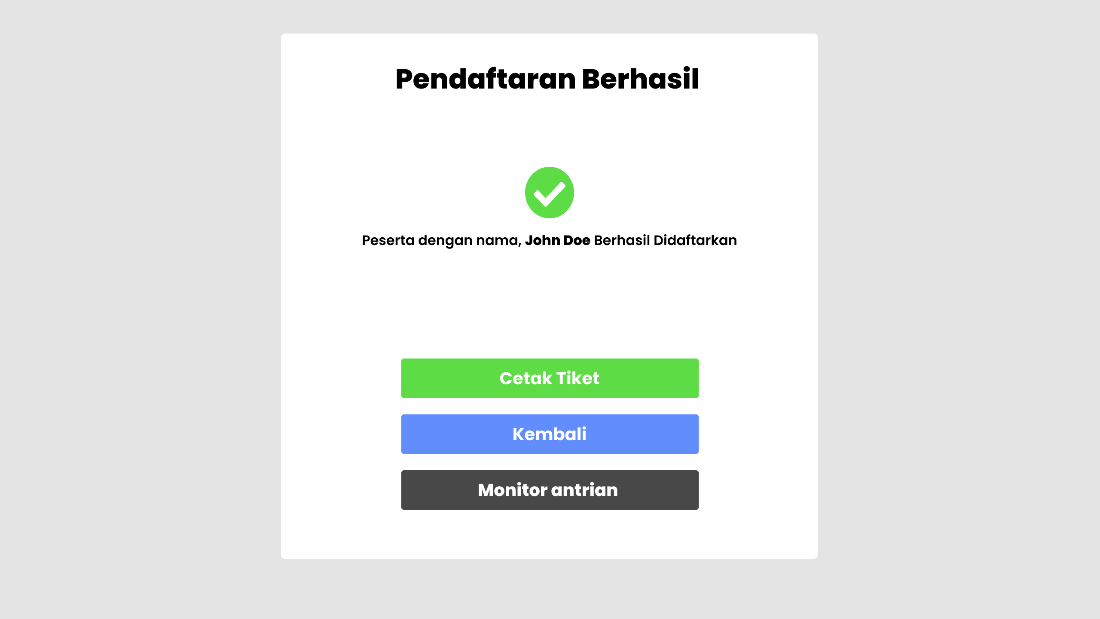 Pendaftaran Berhasil
Peserta dengan nama, John Doe Berhasil Didaftarkan
Cetak Tiket
Kembali
Monitor antrian